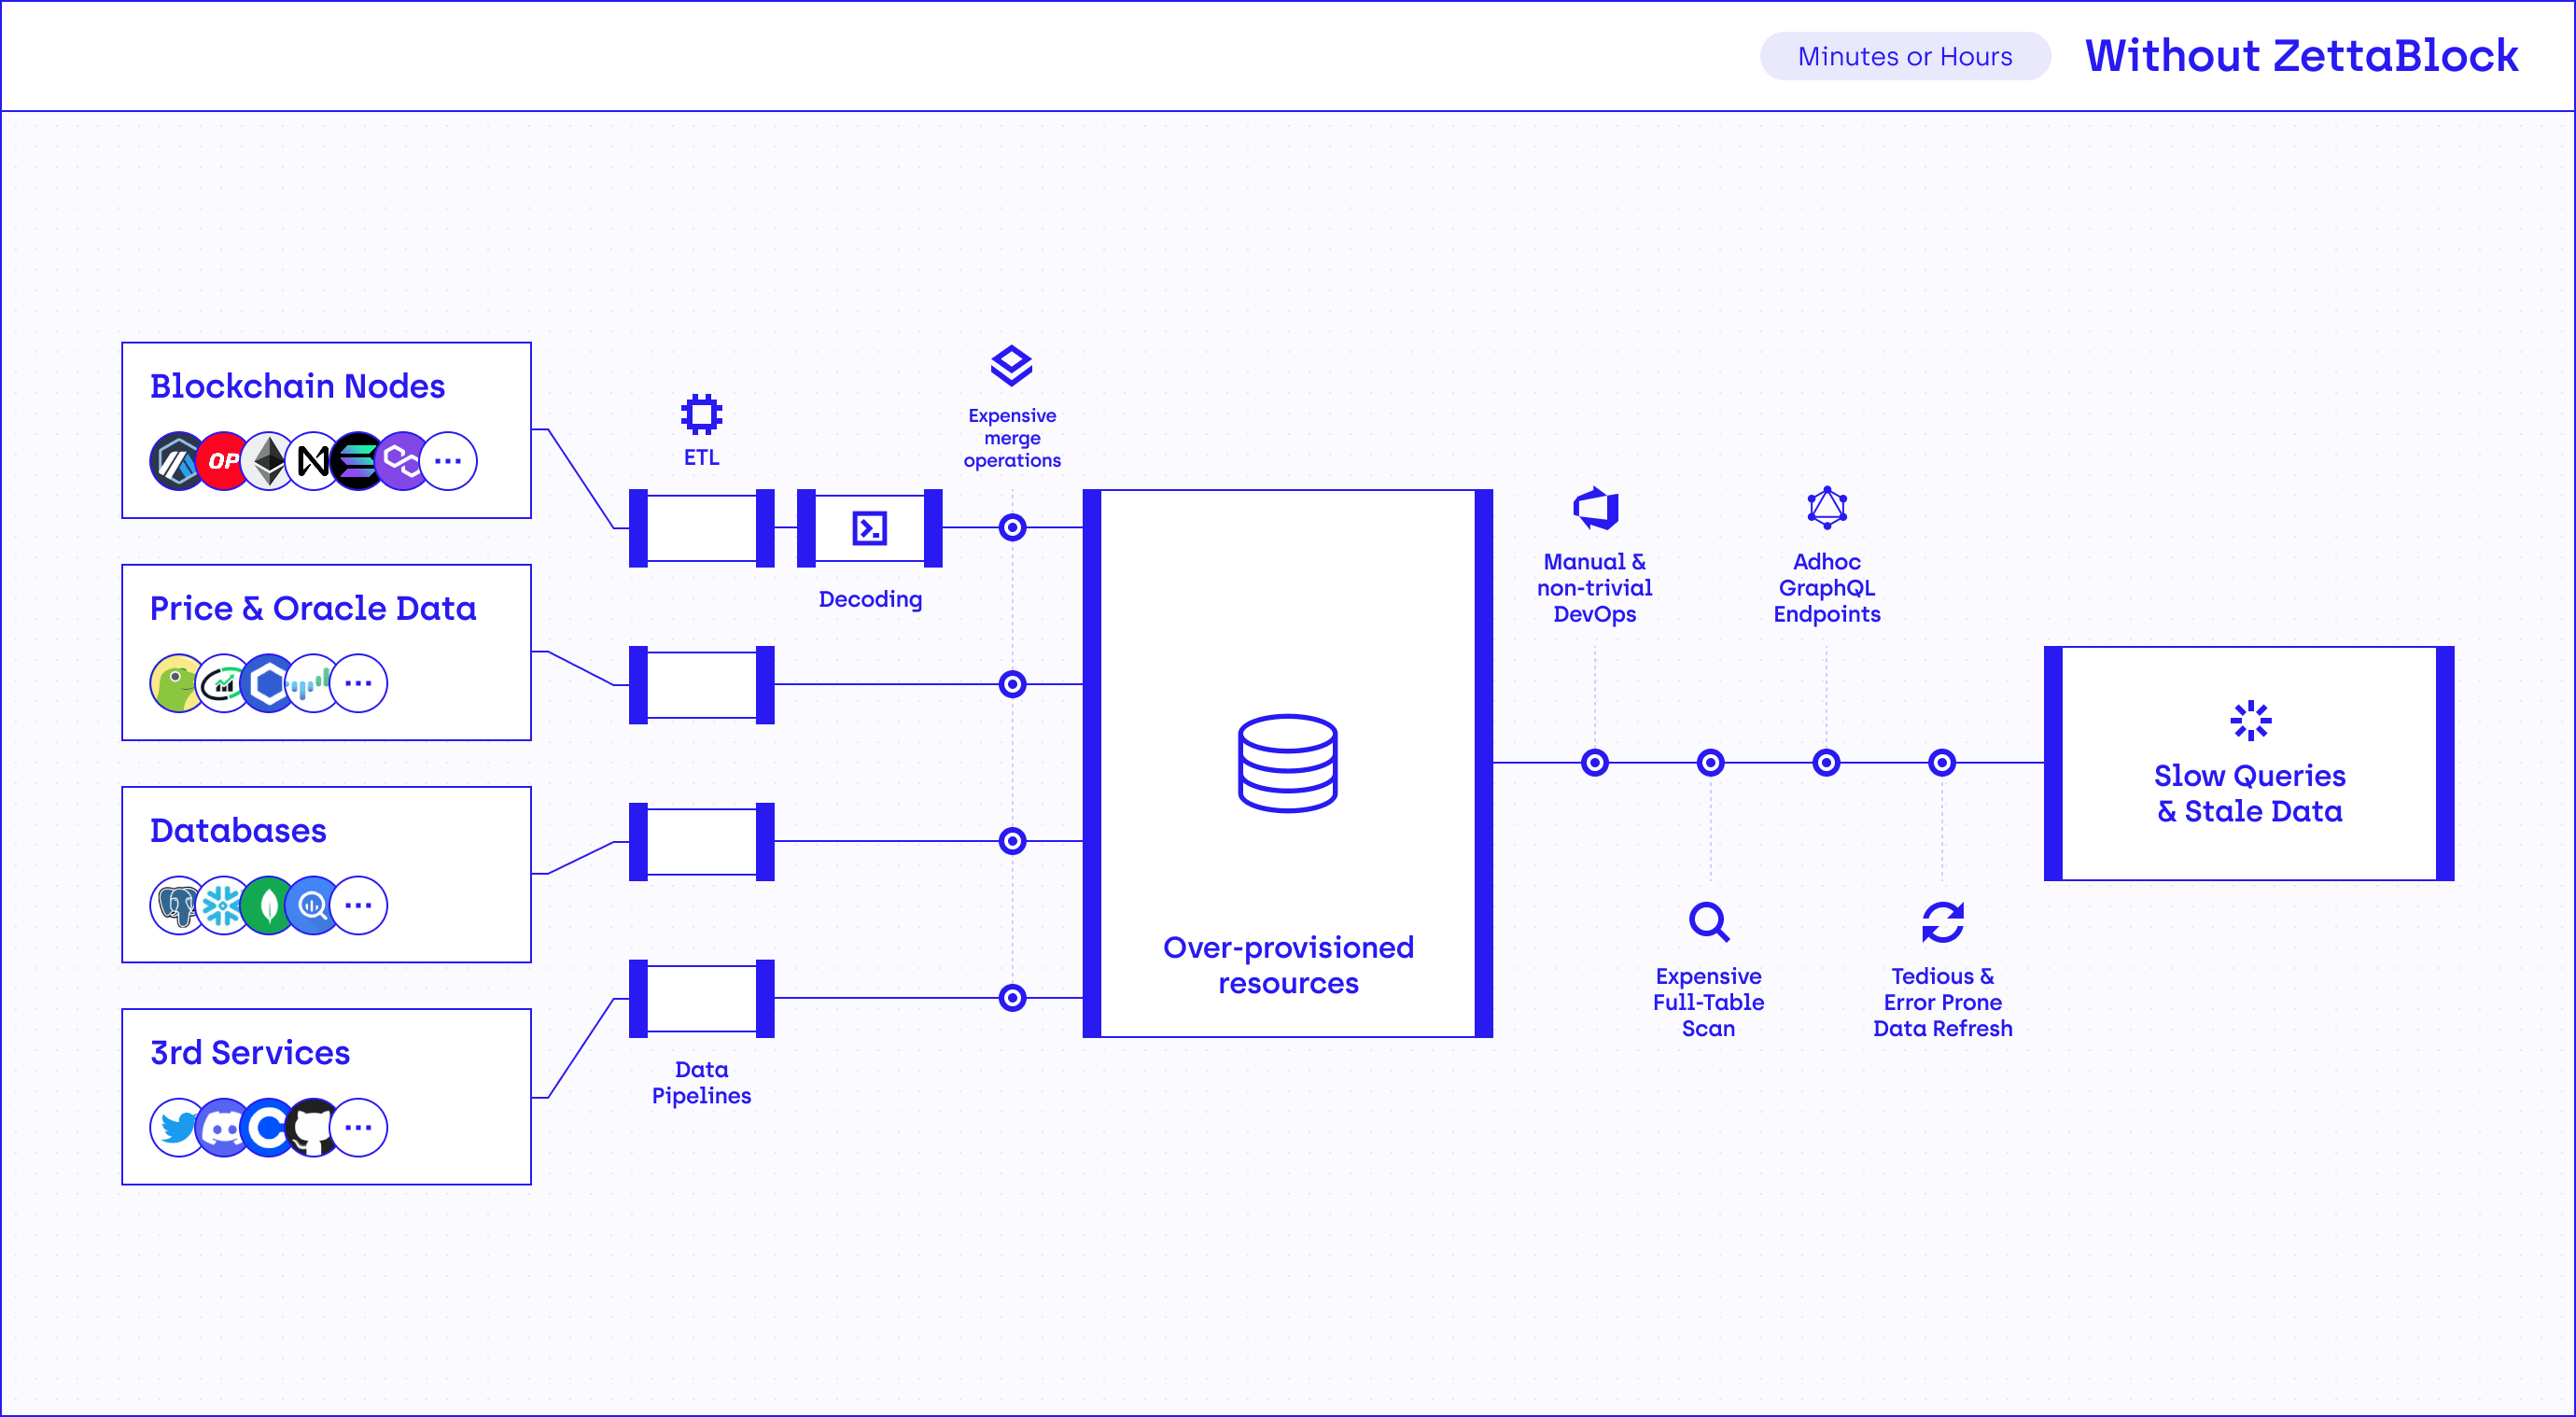 Minutes or Hours
Without ZettaBlock
Blockchain Nodes
OP
Price & Oracle Data
Databases
3rd Services
ETL
Decoding
Data
Pipelines
Expensive
merge
operations
Over-provisioned
resources
Manual &
non-trivial
DevOps
Expensive
Full-Table
Scan
Adhoc
GraphQL
Endpoints
Tedious &
Error Prone
Data Refresh
Slow Queries
& Stale Data